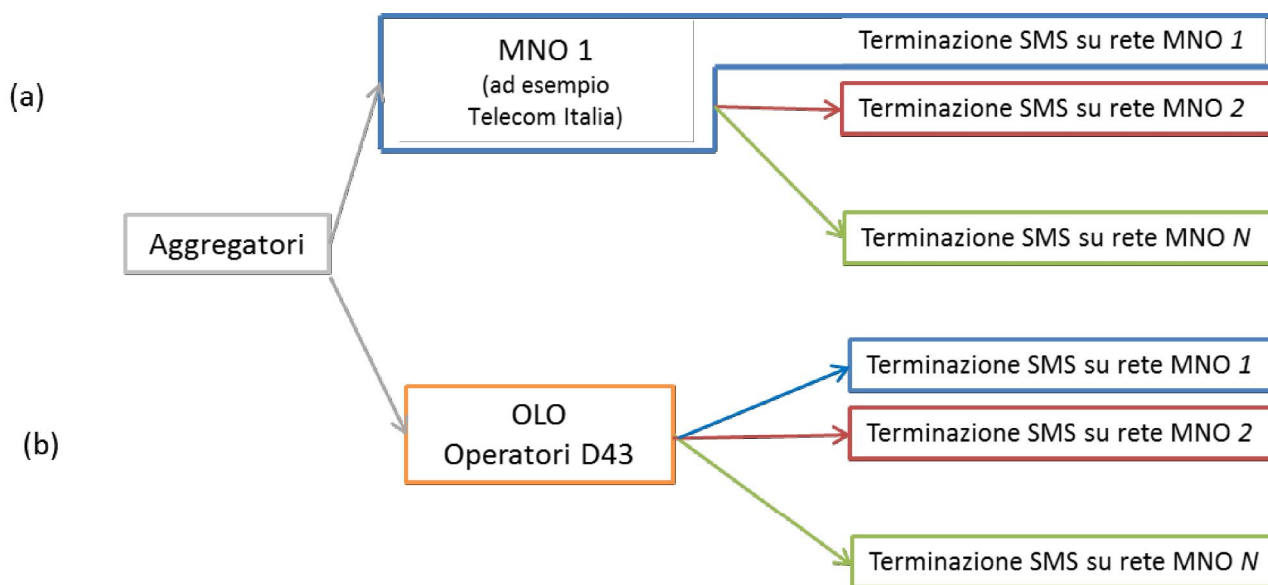 (a)
MNO 1
(ad esempio
Telecom Italia)
Terminazione SMS su rete MNO 1
Terminazione SMS su rete MNO 2
Terminazione SMS su rete MNO N
Aggregatori
(b)
OLO
Operatori D43
Terminazione SMS su rete MNO 1
Terminazione SMS su rete MNO 2
Terminazione SMS su rete MNO N